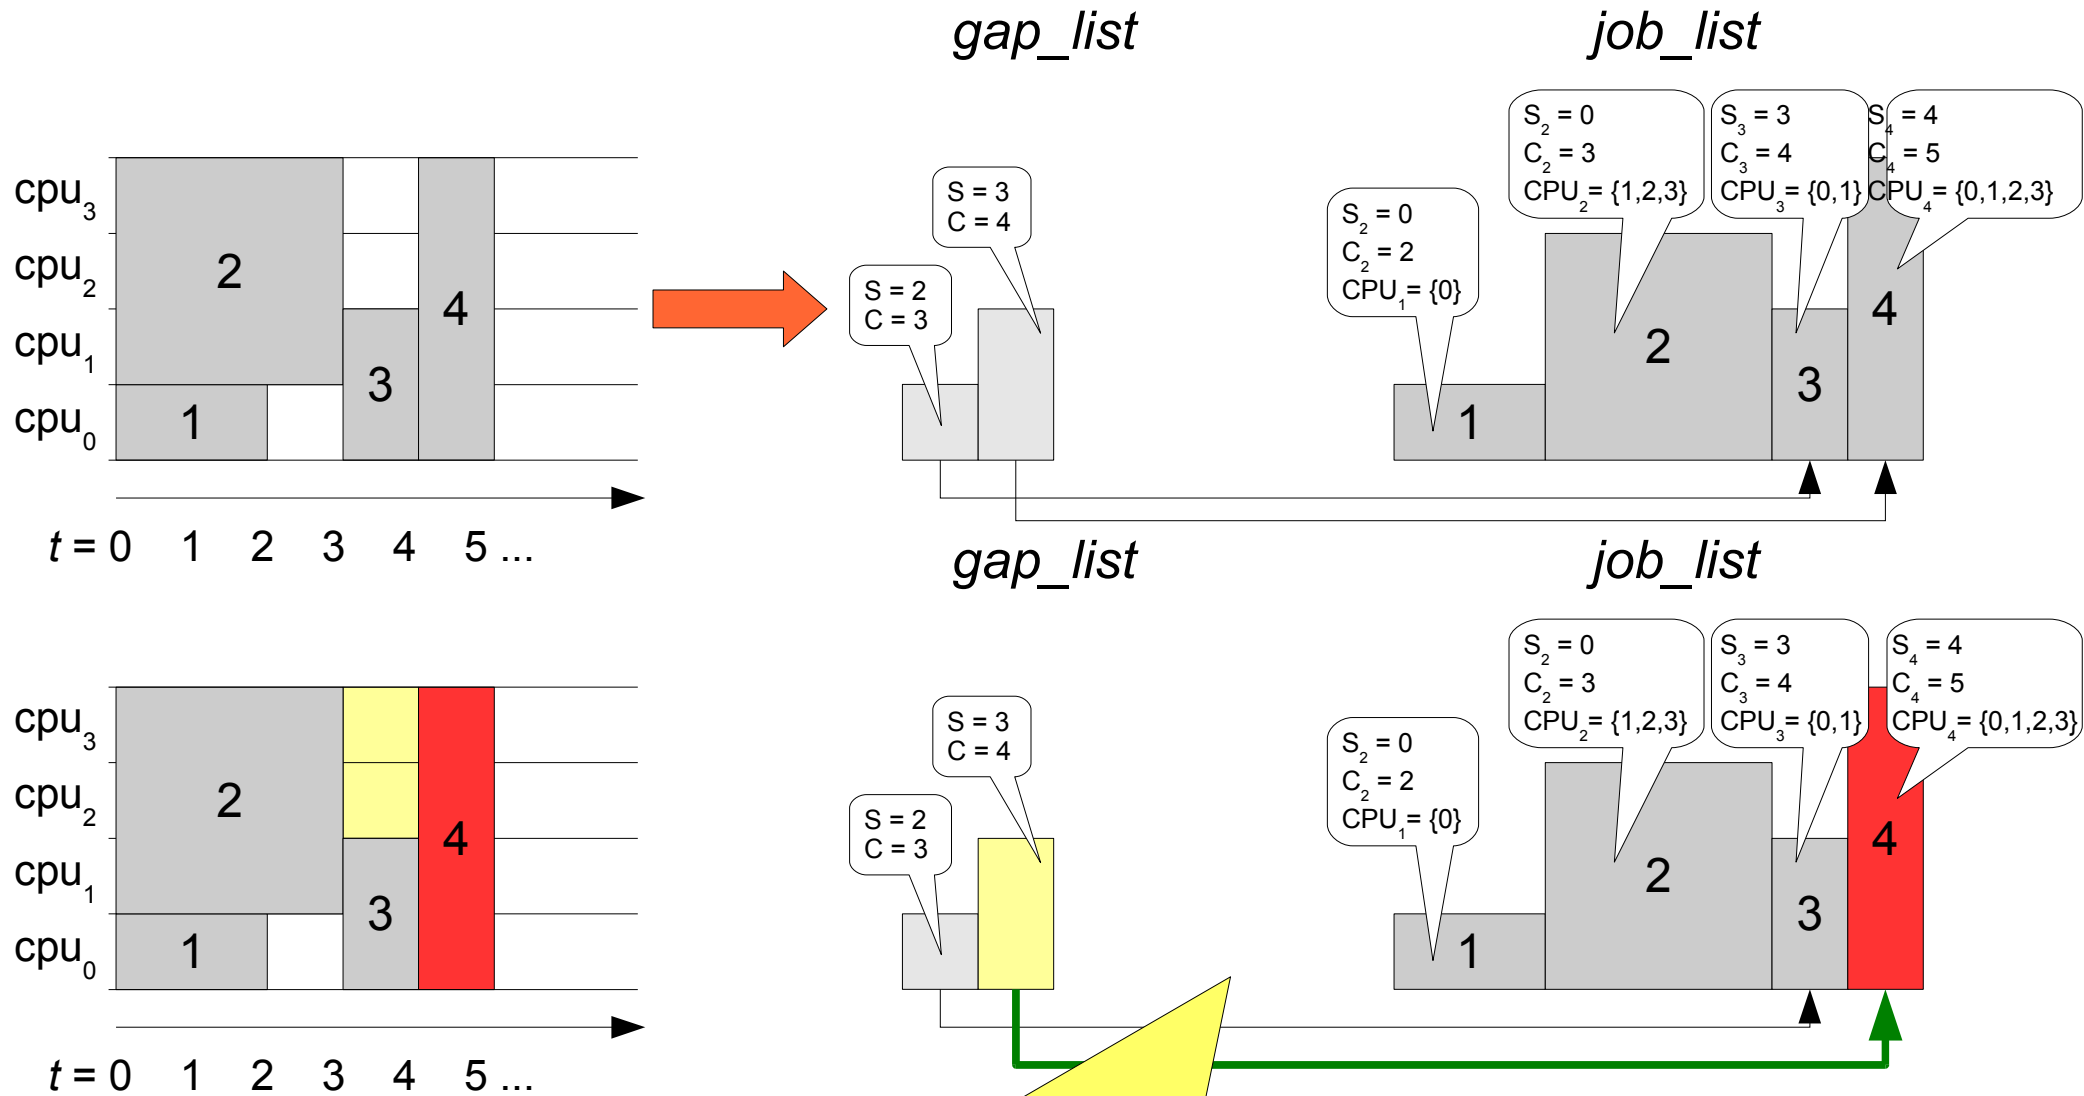 gap_list
job_list
cpu3
cpu2
cpu1
cpu0
2
1
3
4
t = 0 1 2 3 4 5 ...
S = 2
C = 3
S = 3
C = 4
S2 = 0
C2 = 2
CPU1= {0}
S2 = 0
C2 = 3
CPU2= {1,2,3}
S3 = 3
C3 = 4
CPU3= {0,1}
S4 = 4
C4 = 5
CPU4= {0,1,2,3}
1
2
3
4
gap_list
job_list
cpu3
cpu2
cpu1
cpu0
2
1
3
4
t = 0 1 2 3 4 5 ...
S = 2
C = 3
S = 3
C = 4
S2 = 0
C2 = 2
CPU1= {0}
S2 = 0
C2 = 3
CPU2= {1,2,3}
S3 = 3
C3 = 4
CPU3= {0,1}
S4 = 4
C4 = 5
CPU4= {0,1,2,3}
1
2
3
4